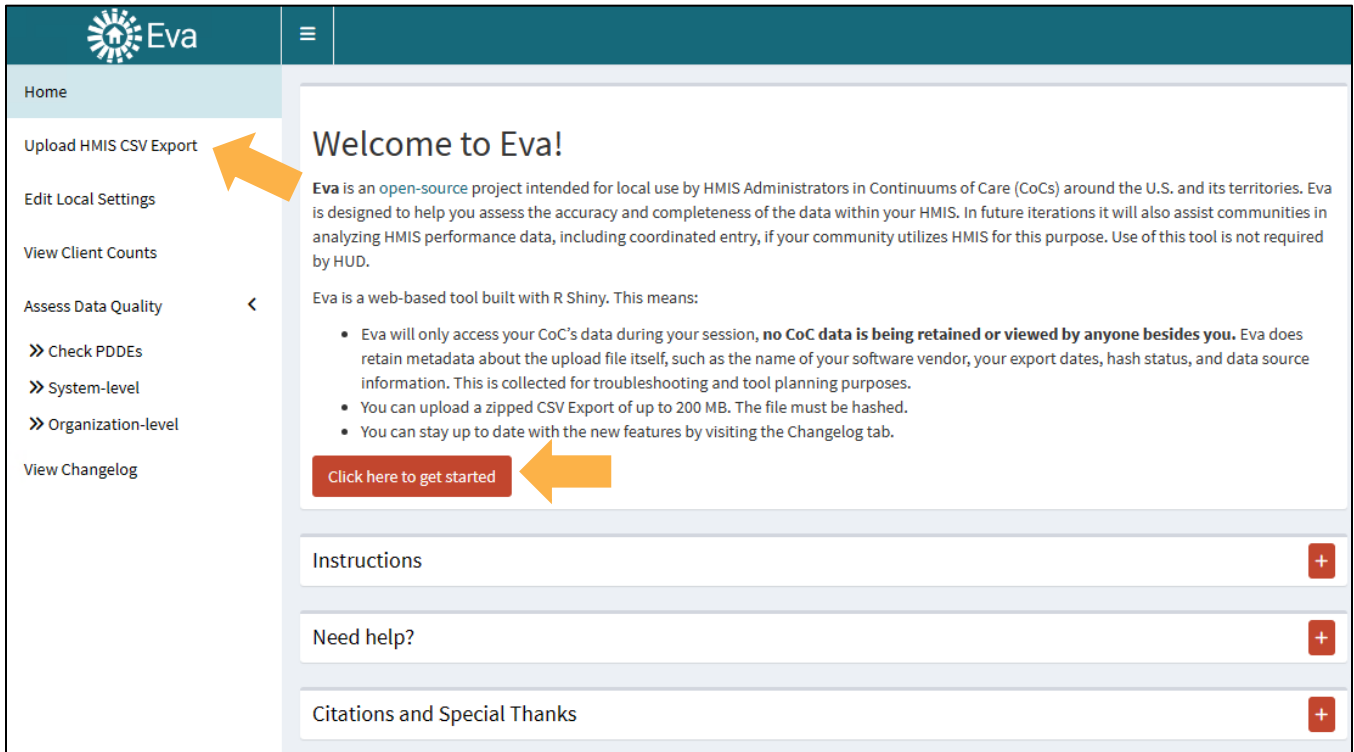 Eva
Home
Upload HMIS CSV Export
Edit Local Settings
View Client Counts
Assess Data Quality
Check PDDEs
System-level
Organization-level
View Changelog
Welcome to Eva!
Eva is an open-source project intended for local use by HMIS Administrators in Continuums of Care (CoCs) around the U.S. and its territories. Eva
is designed to help you assess the accuracy and completeness of the data within your HMIS. In future iterations it will also assist communities in
analyzing HMIS performance data, including coordinated entry, if your community utilizes HMIS for this purpose. Use of this tool is not required
by HUD.
Eva is a web-based tool built with R Shiny. This means:
• Eva will only access your CoC's data during your session, no CoC data is being retained or viewed by anyone besides you. Eva does
retain metadata about the upload file itself, such as the name of your software vendor, your export dates, hash status, and data source
information. This is collected for troubleshooting and tool planning purposes.
• You can upload a zipped CSV Export of up to 200 MB. The file must be hashed.
• You can stay up to date with the new features by visiting the Changelog tab.
Click here to get started
Instructions
Need help?
Citations and Special Thanks